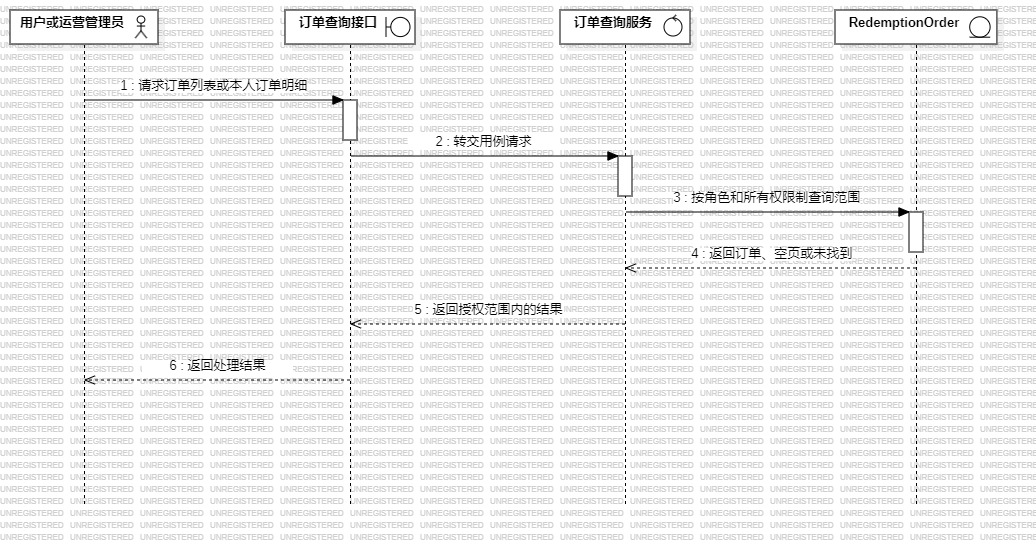 用户或运营管理员
订单查询接口
订单查询服务
RedemptionOrder
1 : 请求订单列表或本人订单明细
2 : 转交用例请求
3 : 按角色和所有权限制查询范围
4 : 返回订单、空页或未找到
5 : 返回授权范围内的结果
6 : 返回处理结果
UNREGISTERED